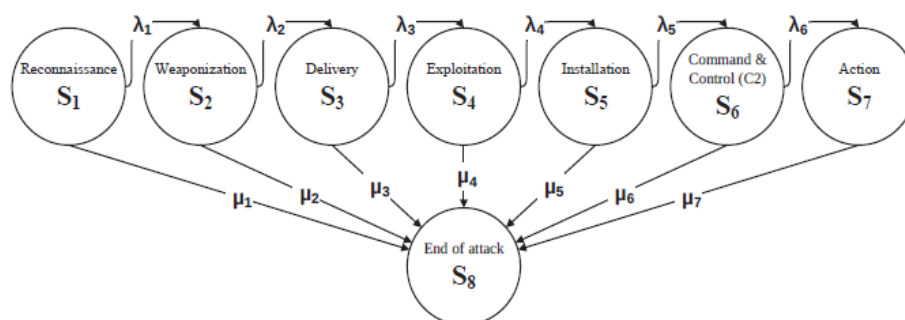 λ₁ λ₂ λ₃ λ₄ λ₅ λ₆
Reconnaissance
S₁
Weaponization
S₂
Delivery
S₃
Exploitation
S₄
Installation
S₅
Command &
Control (C2)
S₆
Action
S₇
μ₁ μ₂ μ₃ μ₄ μ₅ μ₆ μ₇
End of attack
S₈